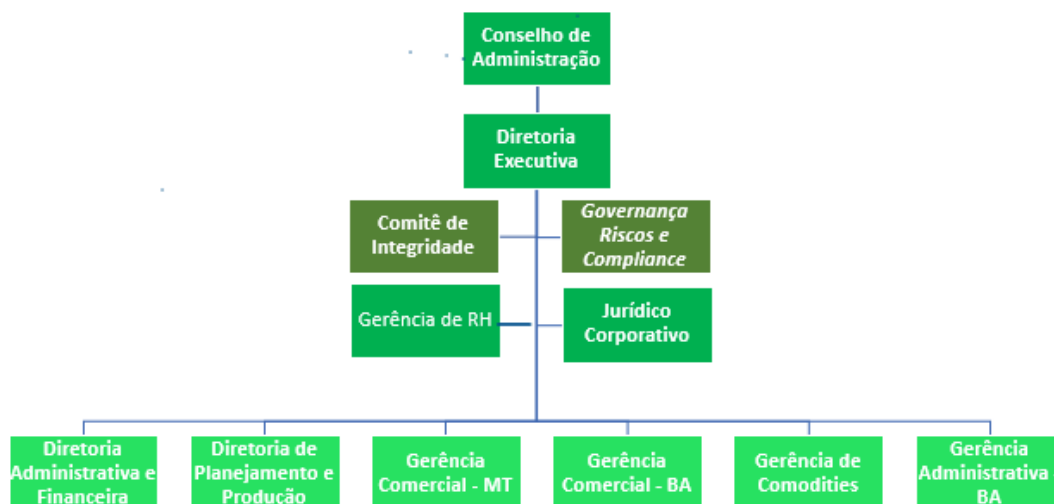 Conselho de
Administração
Diretoria
Executiva
Comitê de
Integridade
Governança
Riscos e
Compliance
Gerência de RH
Jurídico
Corporativo
Diretoria
Administrativa e
Financeira
Diretoria de
Planejamento e
Produção
Gerência
Comercial - MT
Gerência
Comercial - BA
Gerência de
Comodities
Gerência
Administrativa
BA